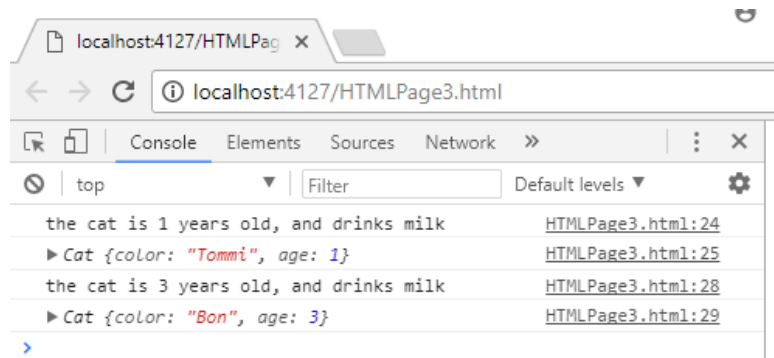 localhost:4127/HTMLPag
localhost:4127/HTMLPage3.html
Console Elements Sources Network »
top Filter Default levels
the cat is 1 years old, and drinks milk HTMLPage3.html:24
Cat {color: "Tommi", age: 1} HTMLPage3.html:25
the cat is 3 years old, and drinks milk HTMLPage3.html:28
Cat {color: "Bon", age: 3} HTMLPage3.html:29